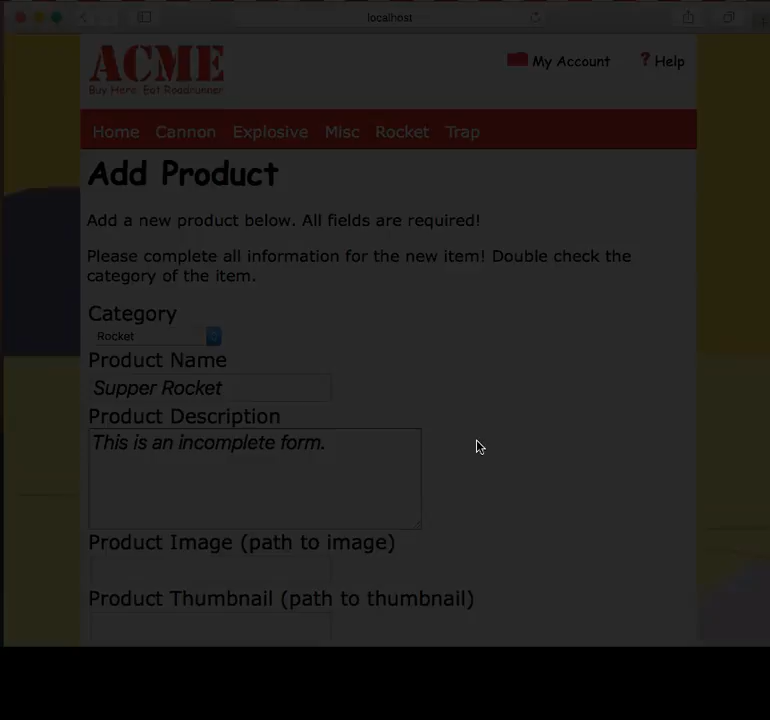 localhost
ACME
Buy Here. Eat Roadrunner
My Account
? Help
Home Cannon Explosive Misc Rocket Trap
Add Product
Add a new product below. All fields are required!
Please complete all information for the new item! Double check the
category of the item.
Category
Rocket
Product Name
Supper Rocket
Product Description
This is an incomplete form.
Product Image (path to image)
Product Thumbnail (path to thumbnail)